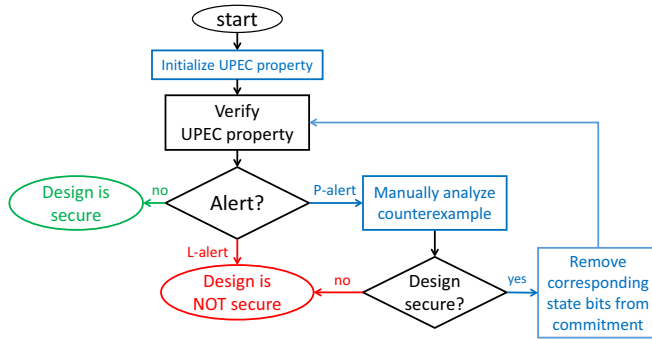 start
Initialize UPEC property
Verify
UPEC property
Design is
secure
no
Alert?
P-alert
Manually analyze
counterexample
L-alert
Design is
NOT secure
no
Design
secure?
yes
Remove
corresponding
state bits from
commitment